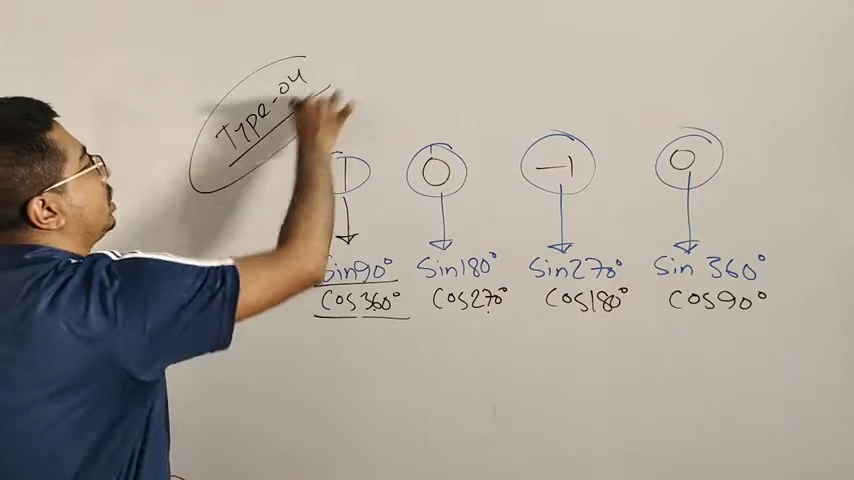 Type-04
1 0 -1 0
Sin90° Sin180° Sin270° Sin 360°
Cos360° Cos270° Cos180° Cos90°